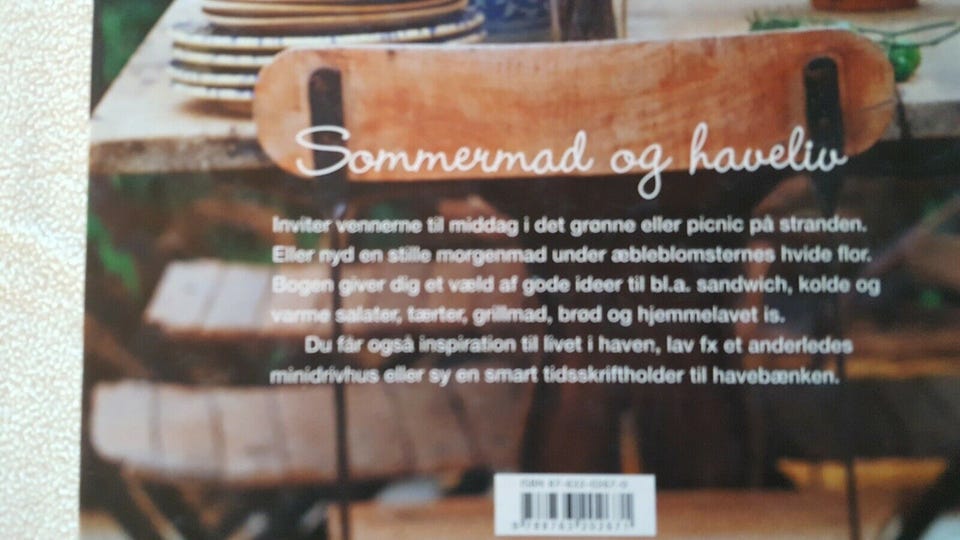 Sommermad og haveliv
Inviter vennerne til middag i det grønne eller picnic på stranden.
Eller nyd en stille morgenmad under æbleblomsternes hvide flor.
Bogen giver dig et væld af gode ideer til bl.a. sandwich, kolde og
varme salater, tærter, grillmad, brød og hjemmelavet is.
Du får også inspiration til livet i haven, lav fx et anderledes
minidrivhus eller sy en smart tidsskriftholder til havebænken.
ISBN